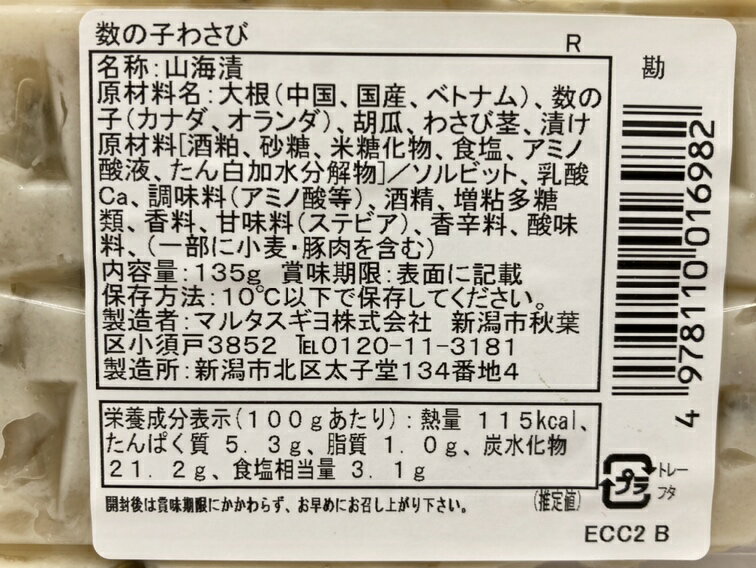 数の子わさび
R
勘
名称:山海漬
原材料名:大根(中国、国産、ベトナム)、数の
子(カナダ、オランダ)、胡瓜、わさび茎、漬け
原材料[酒粕、砂糖、米糖化物、食塩、アミノ
酸液、たん白加水分解物]/ソルビット、乳酸
Ca、調味料(アミノ酸等)、酒精、増粘多糖
類、香料、甘味料(ステビア)、香辛料、酸味
料、(一部に小麦・豚肉を含む)
内容量:135g 賞味期限:表面に記載
保存方法:10℃以下で保存してください。
製造者:マルタスギヨ株式会社 新潟市秋葉
区小須戸3852 ℡0120-11-3181
製造所:新潟市北区太子堂134番地4
栄養成分表示(100gあたり):熱量 115kcal、
たんぱく質 5.3g、脂質 1.0g、炭水化物
21.2g、食塩相当量 3.1g
開封後は賞味期限にかかわらず、お早めにお召し上がり下さい。
(推定値)
4978110016982
プラ
トレー
フタ
ECC2 B